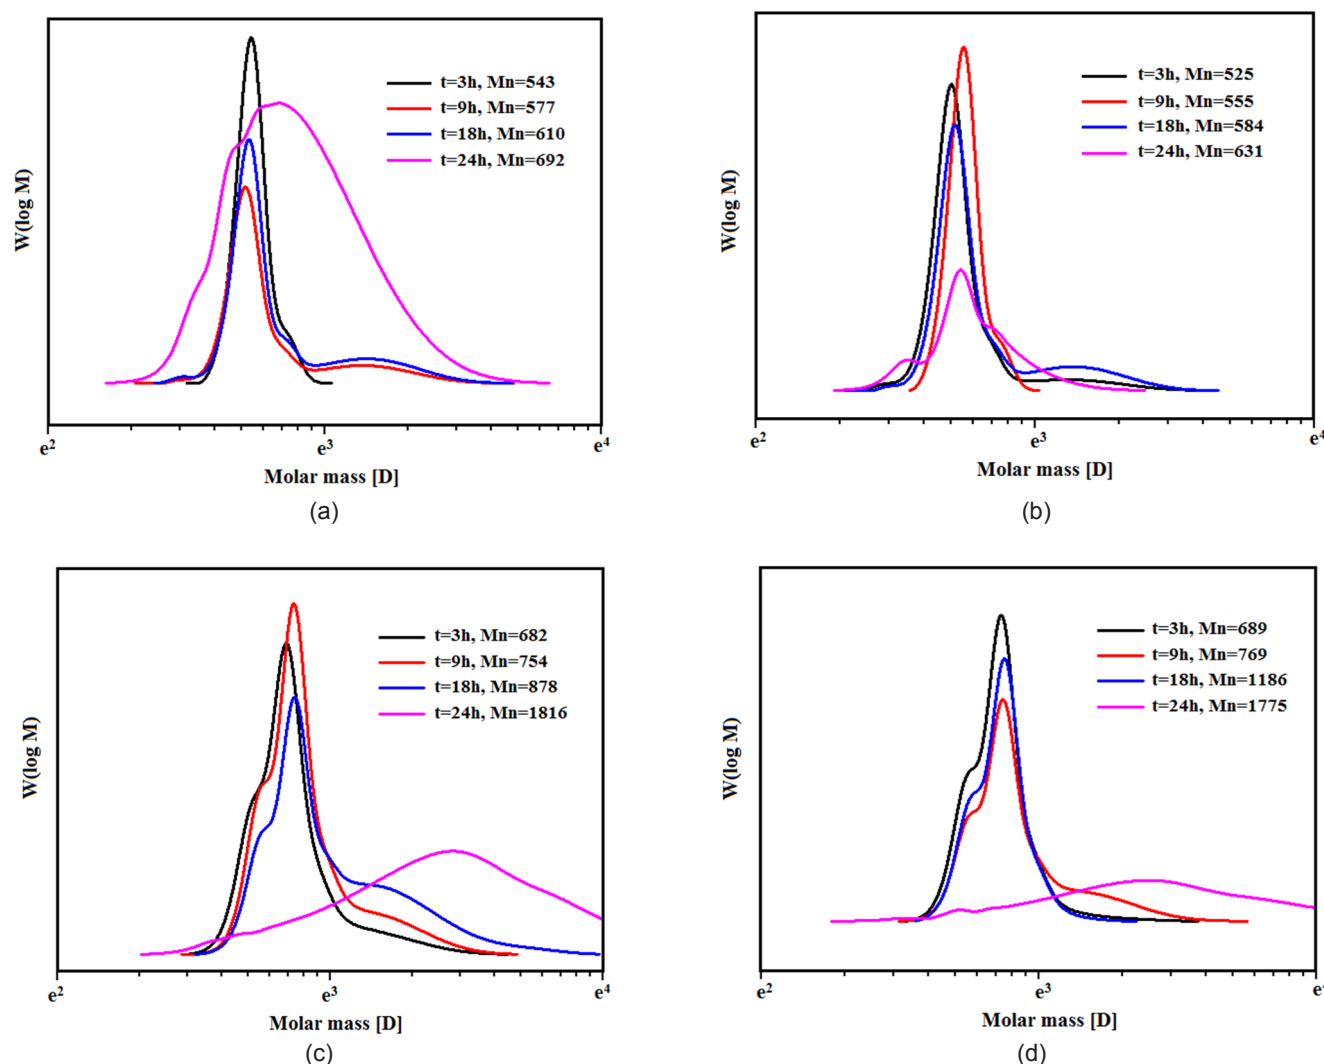 t=3h, Mn=543
t=9h, Mn=577
t=18h, Mn=610
t=24h, Mn=692
W(log M)
e2
e3
e4
Molar mass [D]
(a)
t=3h, Mn=525
t=9h, Mn=555
t=18h, Mn=584
t=24h, Mn=631
W(log M)
e2
e3
e4
Molar mass [D]
(b)
t=3h, Mn=682
t=9h, Mn=754
t=18h, Mn=878
t=24h, Mn=1816
W(log M)
e2
e3
e4
Molar mass [D]
(c)
t=3h, Mn=689
t=9h, Mn=769
t=18h, Mn=1186
t=24h, Mn=1775
W(log M)
e2
e3
Molar mass [D]
(d)